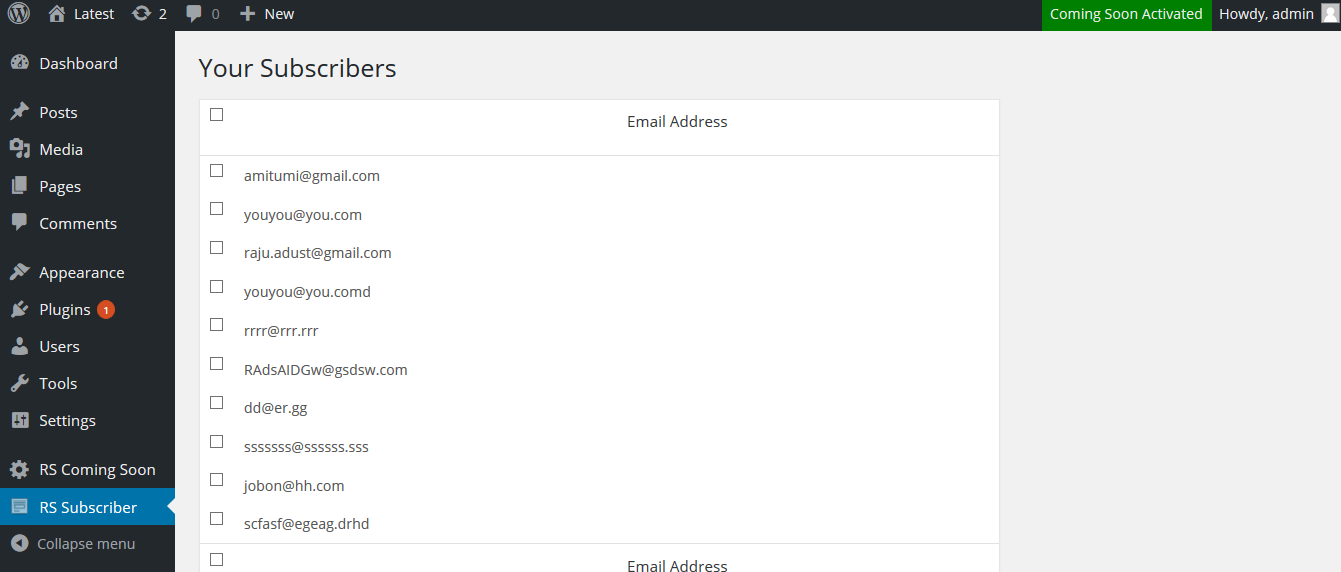 Latest 2 0 New Coming Soon Activated Howdy, admin
Dashboard
Posts
Media
Pages
Comments
Appearance
Plugins 1
Users
Tools
Settings
RS Coming Soon
RS Subscriber
Collapse menu
Your Subscribers
Email Address
amitumi@gmail.com
youyou@you.com
raju.adust@gmail.com
youyou@you.comd
rrrr@rrr.rrr
RAdsAIDGw@gsdsw.com
dd@er.gg
sssssss@ssssss.sss
jobon@hh.com
scfasf@egeag.drhd
Email Address